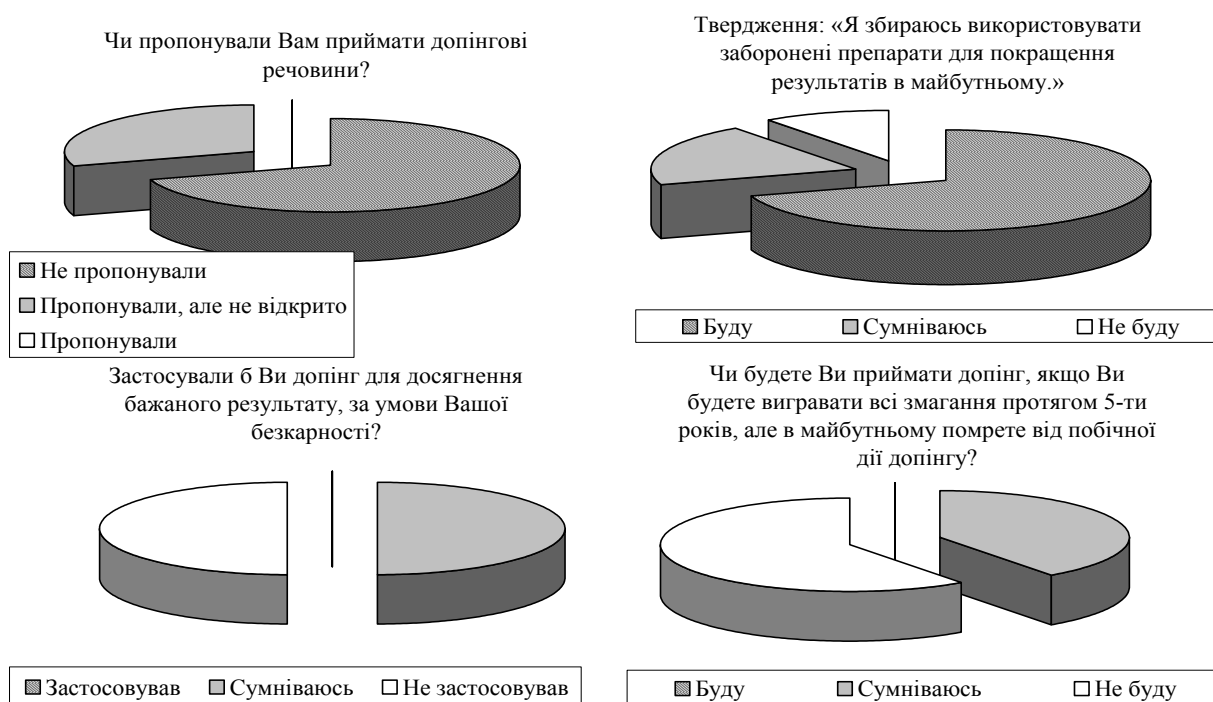 Чи пропонували Вам приймати допінгові
речовини?
Не пропонували
Пропонували, але не відкрито
Пропонували
Твердження: «Я збираюсь використовувати
заборонені препарати для покращення
результатів в майбутньому.»
Буду
Сумніваюсь
Не буду
Застосували б Ви допінг для досягнення
бажаного результату, за умови Вашої
безкарності?
Застосовував
Сумніваюсь
Не застосовував
Чи будете Ви приймати допінг, якщо Ви
будете вигравати всі змагання протягом 5-ти
років, але в майбутньому помрете від побічної
дії допінгу?
Буду
Сумніваюсь
Не буду